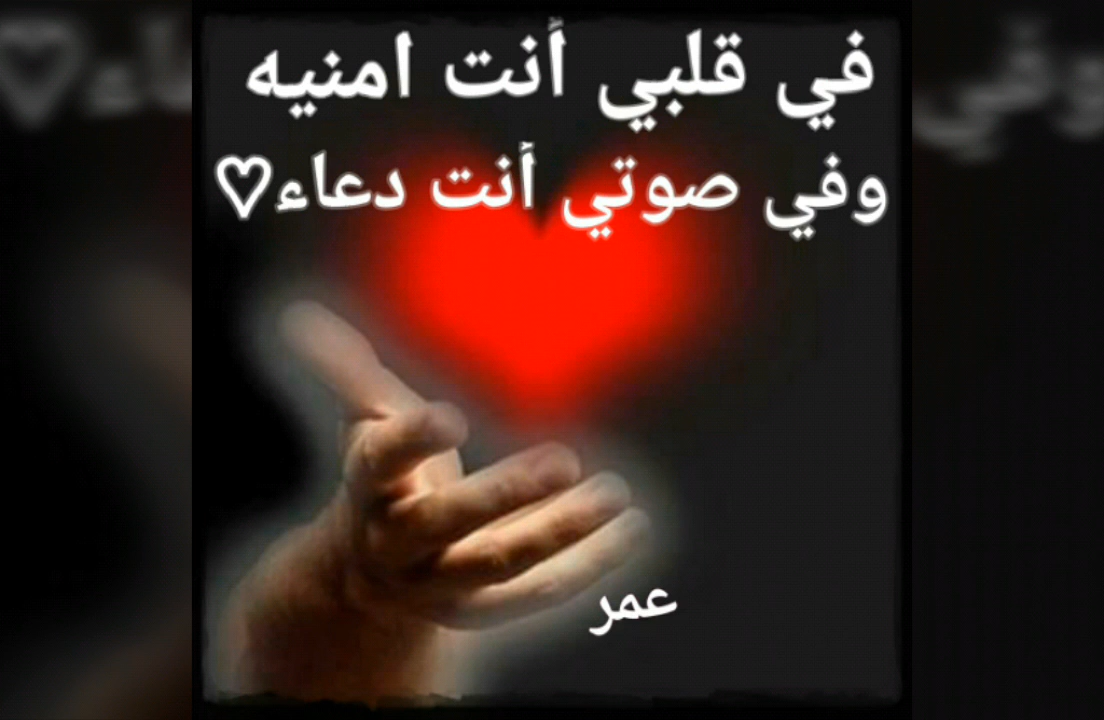 في قلبي أنت امنيه
وفي صوتي أنت دعاء♡
عمر